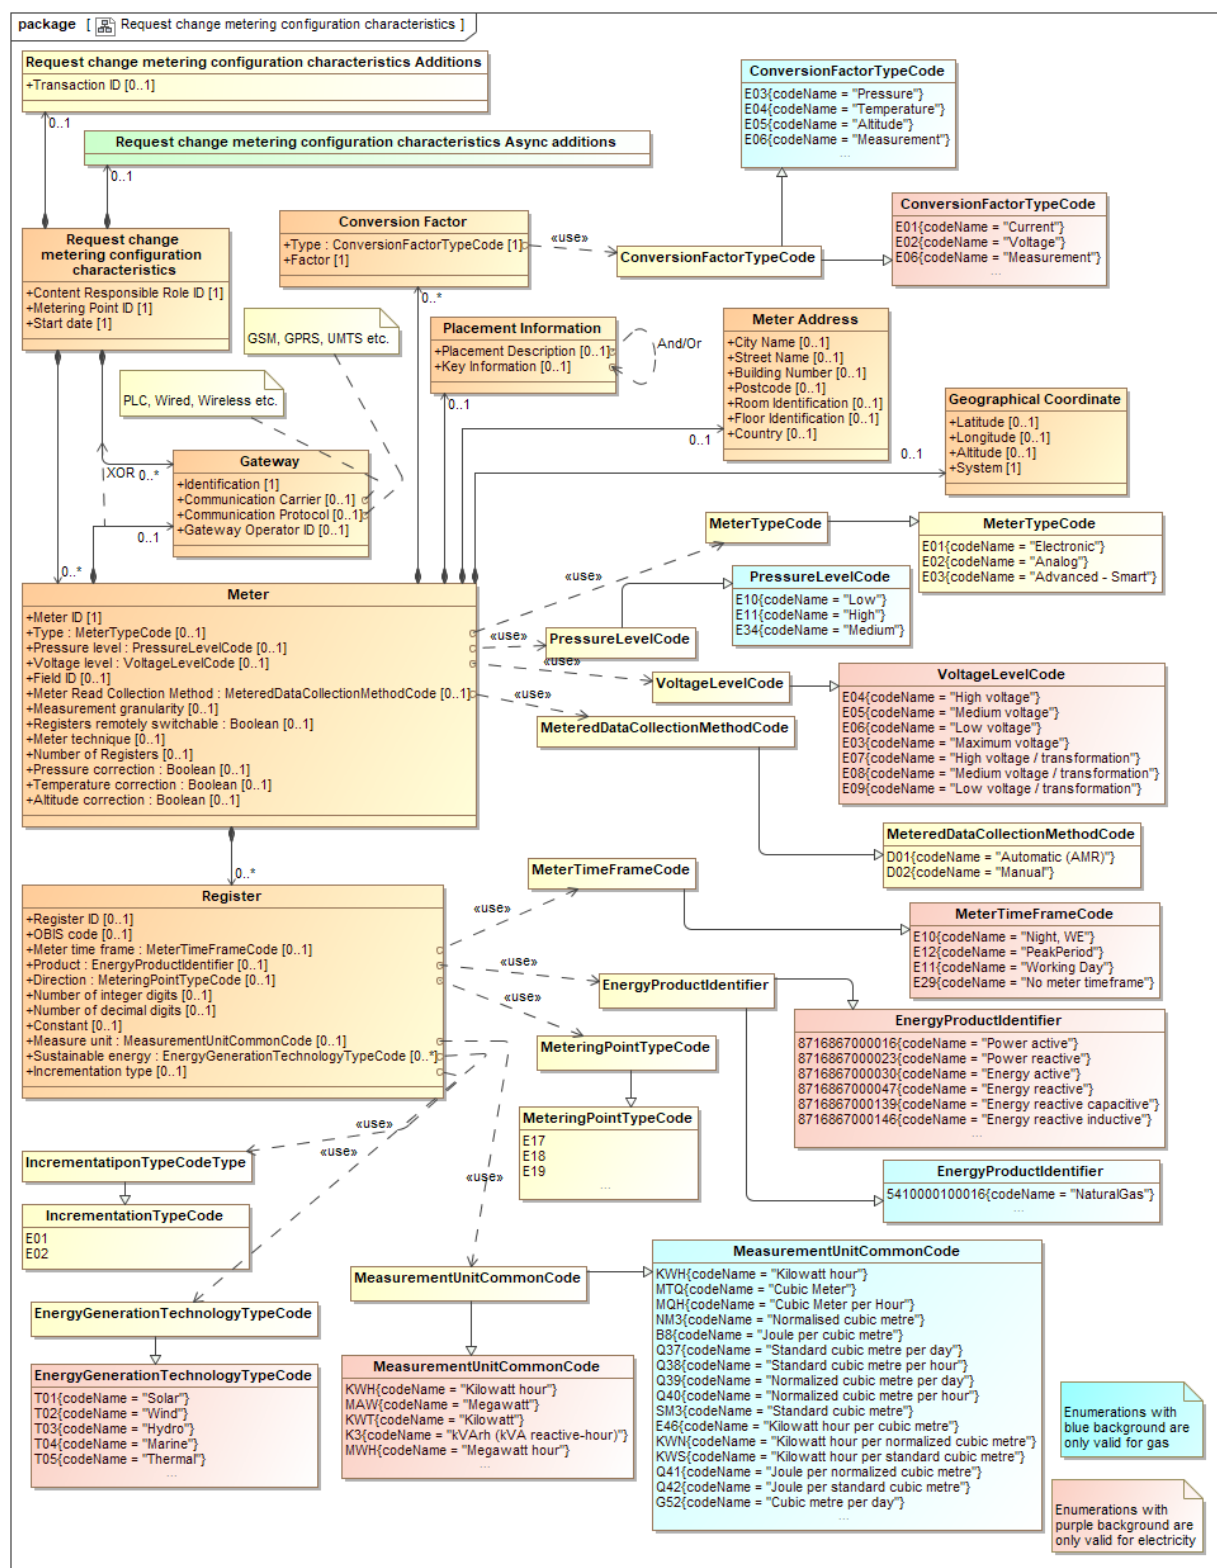 package [ Request change metering configuration characteristics ]
Request change metering configuration characteristics Additions
+Transaction ID [0..1]
0..1
Request change metering configuration characteristics Async additions
0..1
ConversionFactorTypeCode
E03{codeName = "Pressure"}
E04{codeName = "Temperature"}
E05{codeName = "Altitude"}
E06{codeName = "Measurement"}
...
ConversionFactorTypeCode
E01{codeName = "Current"}
E02{codeName = "Voltage"}
E06{codeName = "Measurement"}
...
Conversion Factor
+Type : ConversionFactorTypeCode [1]
+Factor [1]
«use»
ConversionFactorTypeCode
0..*
Request change
metering configuration
characteristics
+Content Responsible Role ID [1]
+Metering Point ID [1]
+Start date [1]
GSM, GPRS, UMTS etc.
PLC, Wired, Wireless etc.
Placement Information
+Placement Description [0..1]
+Key Information [0..1]
And/Or
0..1
Meter Address
+City Name [0..1]
+Street Name [0..1]
+Building Number [0..1]
+Postcode [0..1]
+Room Identification [0..1]
+Floor Identification [0..1]
+Country [0..1]
0..1
Geographical Coordinate
+Latitude [0..1]
+Longitude [0..1]
+Altitude [0..1]
+System [1]
0..1
XOR
0..*
0..1
Gateway
+Identification [1]
+Communication Carrier [0..1]
+Communication Protocol [0..1]
+Gateway Operator ID [0..1]
0..*
Meter
+Meter ID [1]
+Type : MeterTypeCode [0..1]
+Pressure level : PressureLevelCode [0..1]
+Voltage level : VoltageLevelCode [0..1]
+Field ID [0..1]
+Meter Read Collection Method : MeteredDataCollectionMethodCode [0..1]
+Measurement granularity [0..1]
+Registers remotely switchable : Boolean [0..1]
+Meter technique [0..1]
+Number of Registers [0..1]
+Pressure correction : Boolean [0..1]
+Temperature correction : Boolean [0..1]
+Altitude correction : Boolean [0..1]
«use»
«use»
«use»
«use»
MeterTypeCode
MeterTypeCode
E01{codeName = "Electronic"}
E02{codeName = "Analog"}
E03{codeName = "Advanced - Smart"}
PressureLevelCode
E10{codeName = "Low"}
E11{codeName = "High"}
E34{codeName = "Medium"}
PressureLevelCode
VoltageLevelCode
VoltageLevelCode
E04{codeName = "High voltage"}
E05{codeName = "Medium voltage"}
E06{codeName = "Low voltage"}
E03{codeName = "Maximum voltage"}
E07{codeName = "High voltage / transformation"}
E08{codeName = "Medium voltage / transformation"}
E09{codeName = "Low voltage / transformation"}
MeteredDataCollectionMethodCode
MeteredDataCollectionMethodCode
D01{codeName = "Automatic (AMR)"}
D02{codeName = "Manual"}
0..*
Register
+Register ID [0..1]
+OBIS code [0..1]
+Meter time frame : MeterTimeFrameCode [0..1]
+Product : EnergyProductIdentifier [0..1]
+Direction : MeteringPointTypeCode [0..1]
+Number of integer digits [0..1]
+Number of decimal digits [0..1]
+Constant [0..1]
+Measure unit : MeasurementUnitCommonCode [0..1]
+Sustainable energy : EnergyGenerationTechnologyTypeCode [0..*]
+Incrementation type [0..1]
«use»
«use»
«use»
«use»
«use»
«use»
MeterTimeFrameCode
MeterTimeFrameCode
E10{codeName = "Night, WE"}
E12{codeName = "PeakPeriod"}
E11{codeName = "Working Day"}
E29{codeName = "No meter timeframe"}
EnergyProductIdentifier
EnergyProductIdentifier
8716867000016{codeName = "Power active"}
8716867000023{codeName = "Power reactive"}
8716867000030{codeName = "Energy active"}
8716867000047{codeName = "Energy reactive"}
8716867000139{codeName = "Energy reactive capacitive"}
8716867000146{codeName = "Energy reactive inductive"}
...
MeteringPointTypeCode
MeteringPointTypeCode
E17
E18
E19
...
EnergyProductIdentifier
5410000100016{codeName = "NaturalGas"}
...
IncrementatiponTypeCodeType
IncrementationTypeCode
E01
E02
EnergyGenerationTechnologyTypeCode
EnergyGenerationTechnologyTypeCode
T01{codeName = "Solar"}
T02{codeName = "Wind"}
T03{codeName = "Hydro"}
T04{codeName = "Marine"}
T05{codeName = "Thermal"}
...
MeasurementUnitCommonCode
MeasurementUnitCommonCode
KWH{codeName = "Kilowatt hour"}
MAW{codeName = "Megawatt"}
KWT{codeName = "Kilowatt"}
K3{codeName = "kVArh (kVA reactive-hour)"}
MWH{codeName = "Megawatt hour"}
...
MeasurementUnitCommonCode
KWH{codeName = "Kilowatt hour"}
MTQ{codeName = "Cubic Meter"}
MQH{codeName = "Cubic Meter per Hour"}
NM3{codeName = "Normalised cubic metre"}
B8{codeName = "Joule per cubic metre"}
Q37{codeName = "Standard cubic metre per day"}
Q38{codeName = "Standard cubic metre per hour"}
Q39{codeName = "Normalized cubic metre per day"}
Q40{codeName = "Normalized cubic metre per hour"}
SM3{codeName = "Standard cubic metre"}
E46{codeName = "Kilowatt hour per cubic metre"}
KWN{codeName = "Kilowatt hour per normalized cubic metre"}
KWS{codeName = "Kilowatt hour per standard cubic metre"}
Q41{codeName = "Joule per normalized cubic metre"}
Q42{codeName = "Joule per standard cubic metre"}
G52{codeName = "Cubic metre per day"}
...
Enumerations with
blue background are
only valid for gas
Enumerations with
purple background are
only valid for electricity